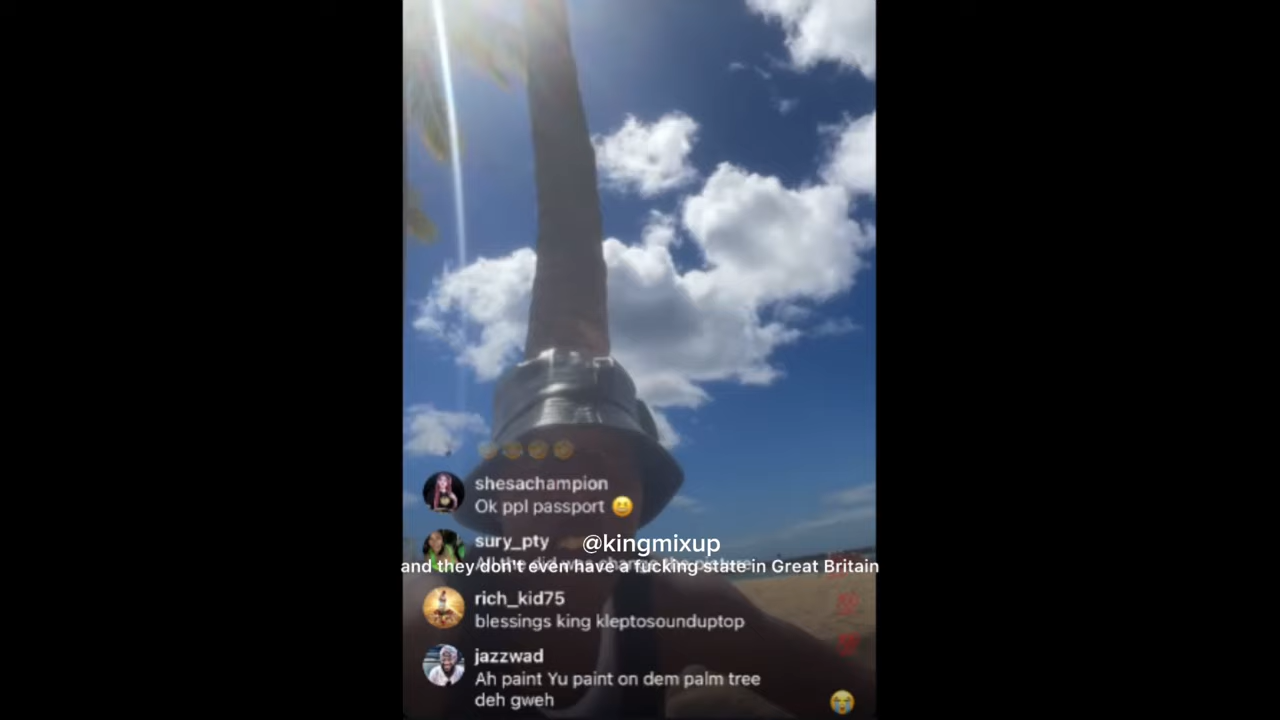 shesachampion
Ok ppl passport 😆
sury_pty
@kingmixup
and they don't even have a fucking state in Great Britain
rich_kid75
blessings king kleptosounduptop
jazzwad
Ah paint Yu paint on dem palm tree
deh gweh